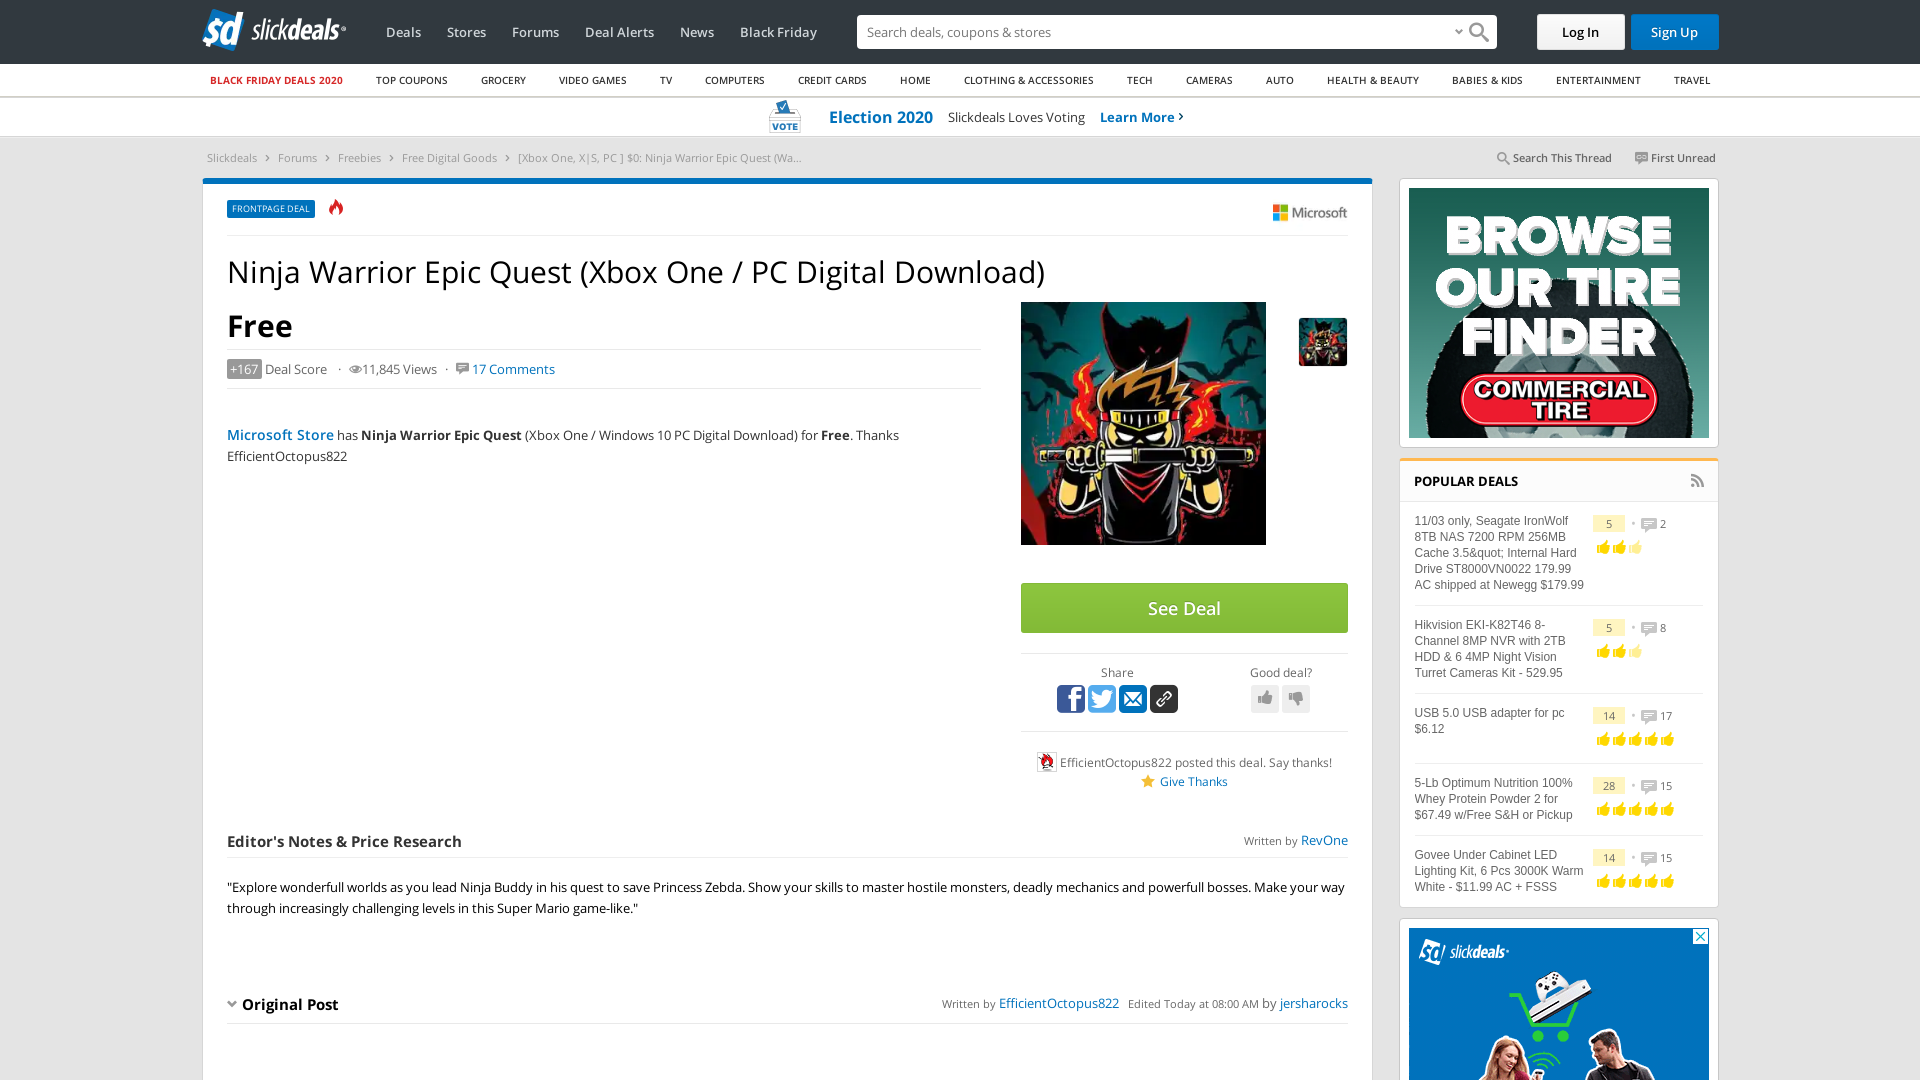 $d slickdeals
Deals
Stores
Forums
Deal Alerts
News
Black Friday
Search deals, coupons & shopping
Log In
Sign Up
BLACK FRIDAY DEALS 2020
TOP COUPONS
GROCERY
VIDEO GAMES
TV
COMPUTERS
CREDIT CARDS
HOME
CLOTHING & ACCESSORIES
TECH
CAMERAS
AUTO
HEALTH & BEAUTY
BABIES & KIDS
ENTERTAINMENT
TRAVEL
VOTE
Election 2020 Slickdeals Loves Voting Learn More
Slickdeals > Forums > Freebies > Free Digital Goods > [Xbox One, X|S, PC ] $0: Ninja Warrior Epic Quest (Wa...
Search This Thread
First Unread
FRONTPAGE DEAL
Microsoft
Ninja Warrior Epic Quest (Xbox One / PC Digital Download)
Free
+167 Deal Score · 11,845 Views · 17 Comments
Microsoft Store has Ninja Warrior Epic Quest (Xbox One / Windows 10 PC Digital Download) for Free. Thanks
EfficientOctopus822
See Deal
Share
Good deal?
EfficientOctopus822 posted this deal. Say thanks!
Give Thanks
Editor's Notes & Price Research
Written by RevOne
"Explore wonderfull worlds as you lead Ninja Buddy in his quest to save Princess Zebda. Show your skills to master hostile monsters, deadly mechanics and powerfull bosses. Make your way
through increasingly challenging levels in this Super Mario game-like."
Original Post
Written by EfficientOctopus822 Edited Today at 08:00 AM by jersharocks
BROWSE
OUR TIRE
FINDER
COMMERCIAL
TIRE
POPULAR DEALS
11/03 only, Seagate IronWolf
8TB NAS 7200 RPM 256MB
Cache 3.5&quot; Internal Hard
Drive ST8000VN0022 179.99
AC shipped at Newegg $179.99
5 • 2
Hikvision EKI-K82T46 8-
Channel 8MP NVR with 2TB
HDD & 6 4MP Night Vision
Turret Cameras Kit - 529.95
5 • 8
USB 5.0 USB adapter for pc
$6.12
14 • 17
5-Lb Optimum Nutrition 100%
Whey Protein Powder 2 for
$67.49 w/Free S&H or Pickup
28 • 15
Govee Under Cabinet LED
Lighting Kit, 6 Pcs 3000K Warm
White - $11.99 AC + FSSS
14 • 15
$d slickdeals